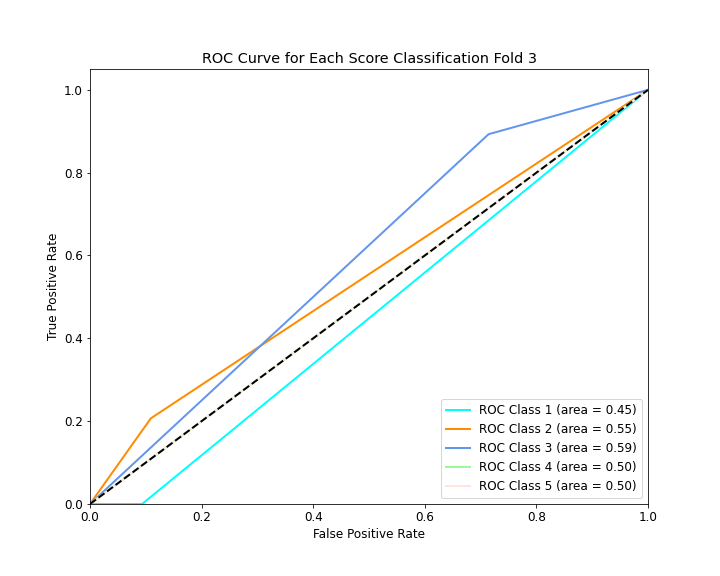 ROC Curve for Each Score Classification Fold 3
True Positive Rate
1.0
0.8
0.6
0.4
0.2
0.0
0.0 0.2 0.4 0.6 0.8 1.0
False Positive Rate
ROC Class 1 (area = 0.45)
ROC Class 2 (area = 0.55)
ROC Class 3 (area = 0.59)
ROC Class 4 (area = 0.50)
ROC Class 5 (area = 0.50)